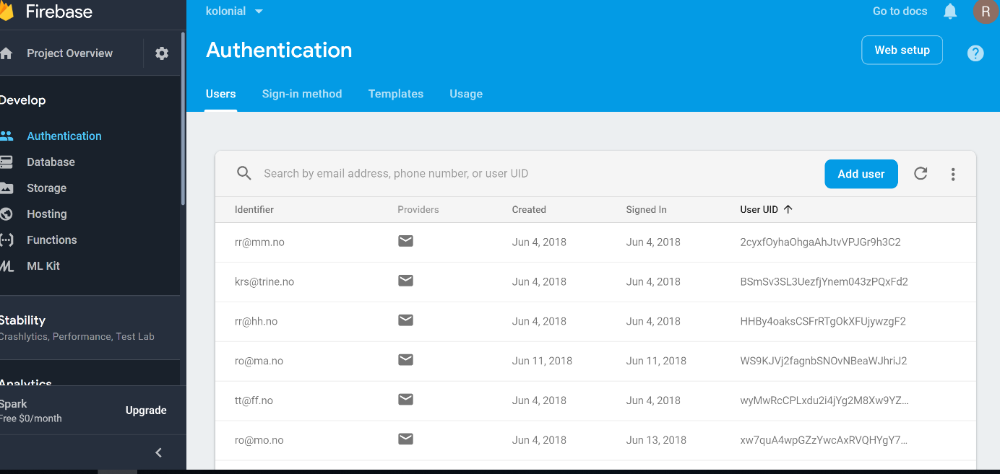 Firebase
Project Overview
Develop
Authentication
Database
Storage
Hosting
Functions
ML Kit
Stability
Crashlytics, Performance, Test Lab
Analytics
Spark
Free $0/month
Upgrade
kolonial
Go to docs
R
Authentication
Web setup
?
Users Sign-in method Templates Usage
Search by email address, phone number, or user UID
Add user
Identifier Providers Created Signed In User UID
rr@mm.no Jun 4, 2018 Jun 4, 2018 2cyxfOyhaOhgaAhJtvVPJGr9h3C2
krs@trine.no Jun 4, 2018 Jun 4, 2018 BSmSv3SL3UezfjYnem043zPQxFd2
rr@hh.no Jun 4, 2018 Jun 4, 2018 HHBy4oaksCSFrRTgOkXFUjywzgF2
ro@ma.no Jun 11, 2018 Jun 11, 2018 WS9KJVj2fagnbSNOvNBeaWJhriJ2
tt@ff.no Jun 4, 2018 Jun 4, 2018 wyMwRcCPLxdu2i4jYg2M8Xw9YZ...
ro@mo.no Jun 4, 2018 Jun 13, 2018 xw7quA4wpGZzYwcAxRVQHYgY7...